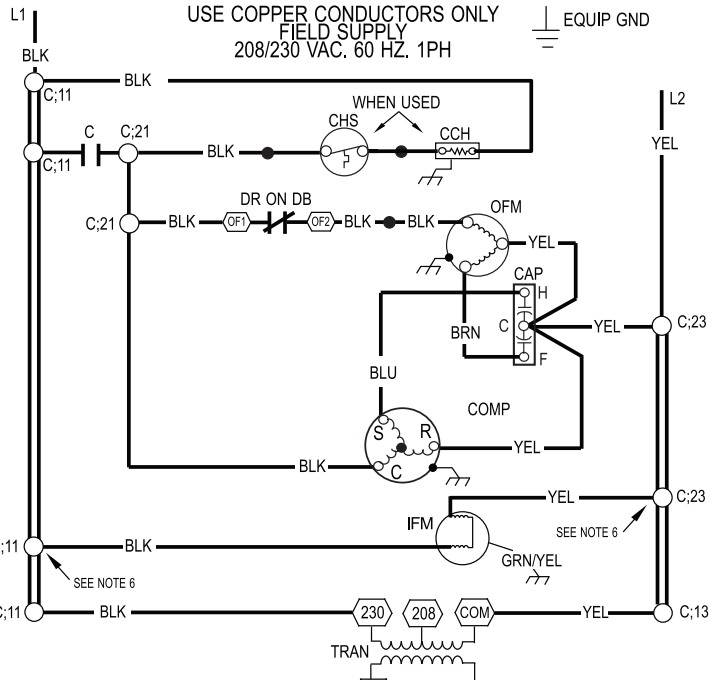 L1
USE COPPER CONDUCTORS ONLY
FIELD SUPPLY
208/230 VAC. 60 HZ. 1PH
EQUIP GND
BLK
C;11
BLK
WHEN USED
L2
C
C;21
CHS
CCH
C;11
BLK
YEL
DR ON DB
OFM
C;21
BLK
OF1
OF2
BLK
BLK
YEL
CAP
H
BRN
C
YEL
C;23
F
BLU
COMP
S
R
YEL
C
BLK
YEL
C;23
IFM
SEE NOTE 6
;11
BLK
GRN/YEL
SEE NOTE 6
C;11
BLK
230
208
COM
YEL
C;13
TRAN